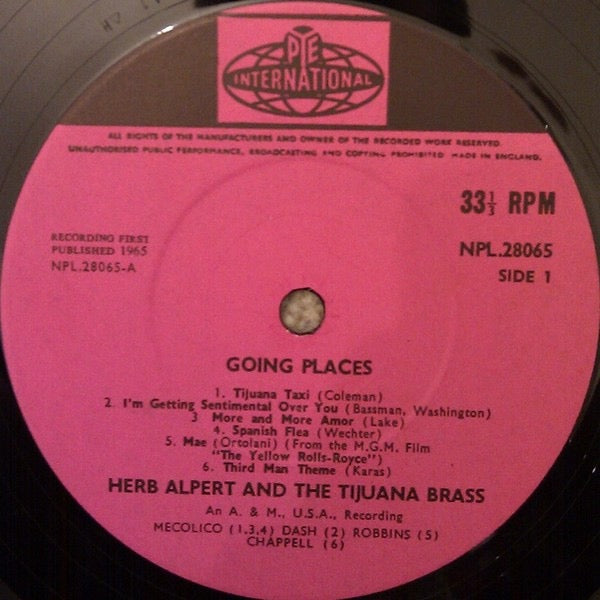 PYE
INTERNATIONAL
ALL RIGHTS OF THE MANUFACTURERS AND OWNER OF THE RECORDED WORK RESERVED.
UNAUTHORISED PUBLIC PERFORMANCE, BROADCASTING AND COPYING PROHIBITED MADE IN ENGLAND.
33⅓ RPM
RECORDING FIRST
PUBLISHED 1965
NPL.28065-A
NPL.28065
SIDE 1
GOING PLACES
1. Tijuana Taxi (Coleman)
2. I'm Getting Sentimental Over You (Bassman, Washington)
3 More and More Amor (Lake)
4. Spanish Flea (Wechter)
5. Mae (Ortolani) (From the M.G.M. Film
"The Yellow Rolls-Royce")
6. Third Man Theme (Karas)
HERB ALPERT AND THE TIJUANA BRASS
An A. & M., U.S.A., Recording
MECOLICO (1,3,4) DASH (2) ROBBINS (5)
CHAPPELL (6)